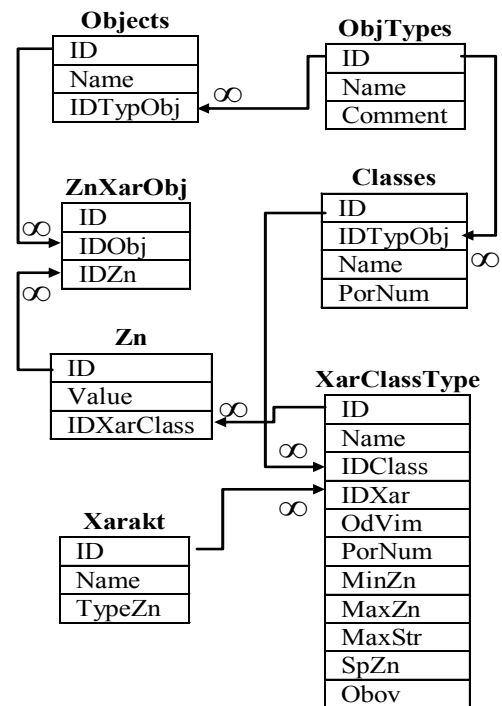 Objects
ID
Name
IDTypObj
∞
ObjTypes
ID
Name
Comment
ZnXarObj
ID
IDObj
IDZn
∞
∞
Classes
ID
IDTypObj
Name
PorNum
∞
Zn
ID
Value
IDXarClass
∞
XarClassType
ID
Name
IDClass
IDXar
OdVim
PorNum
MinZn
MaxZn
MaxStr
SpZn
Obov
∞
∞
Xarakt
ID
Name
TypeZn